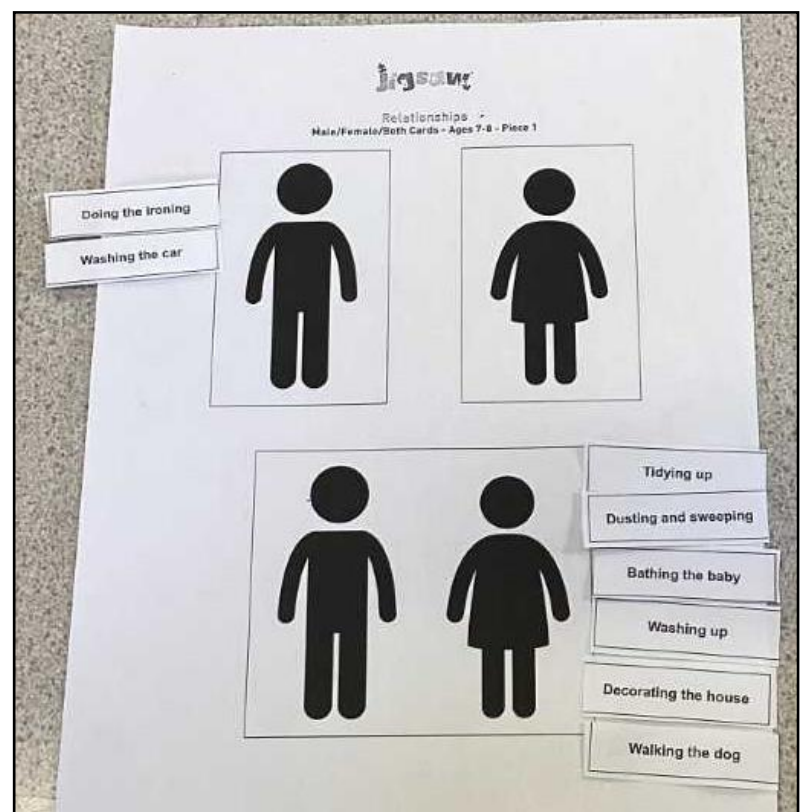 jigsaw
Relationships
Male/Female/Both Cards - Ages 7-8 - Piece 1
Doing the ironing
Washing the car
Tidying up
Dusting and sweeping
Bathing the baby
Washing up
Decorating the house
Walking the dog